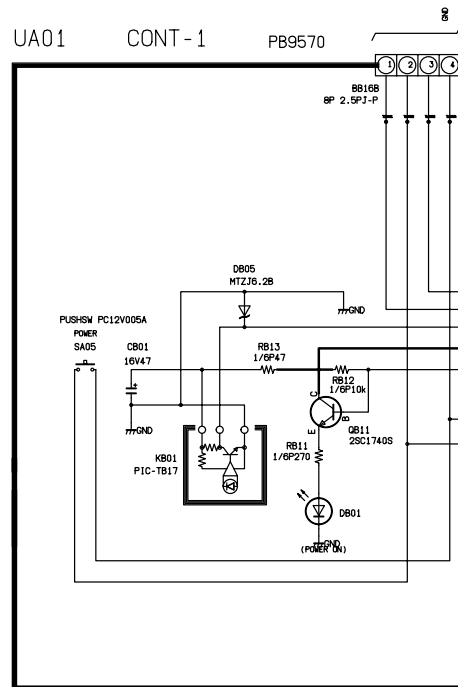 GND
UA01 CONT-1 PB9570
1 2 3 4
BB16B
8P 2.5PJ-P
DB05
MTZJ6.2B
GND
PUSHSW PC12V005A
POWER
SA05
CB01
16V47
RB13
1/6P47
RB12
1/6P10k
C
B
E
QB11
2SC1740S
GND
KB01
PIC-TB17
RB11
1/6P270
DB01
GND
(POWER ON)